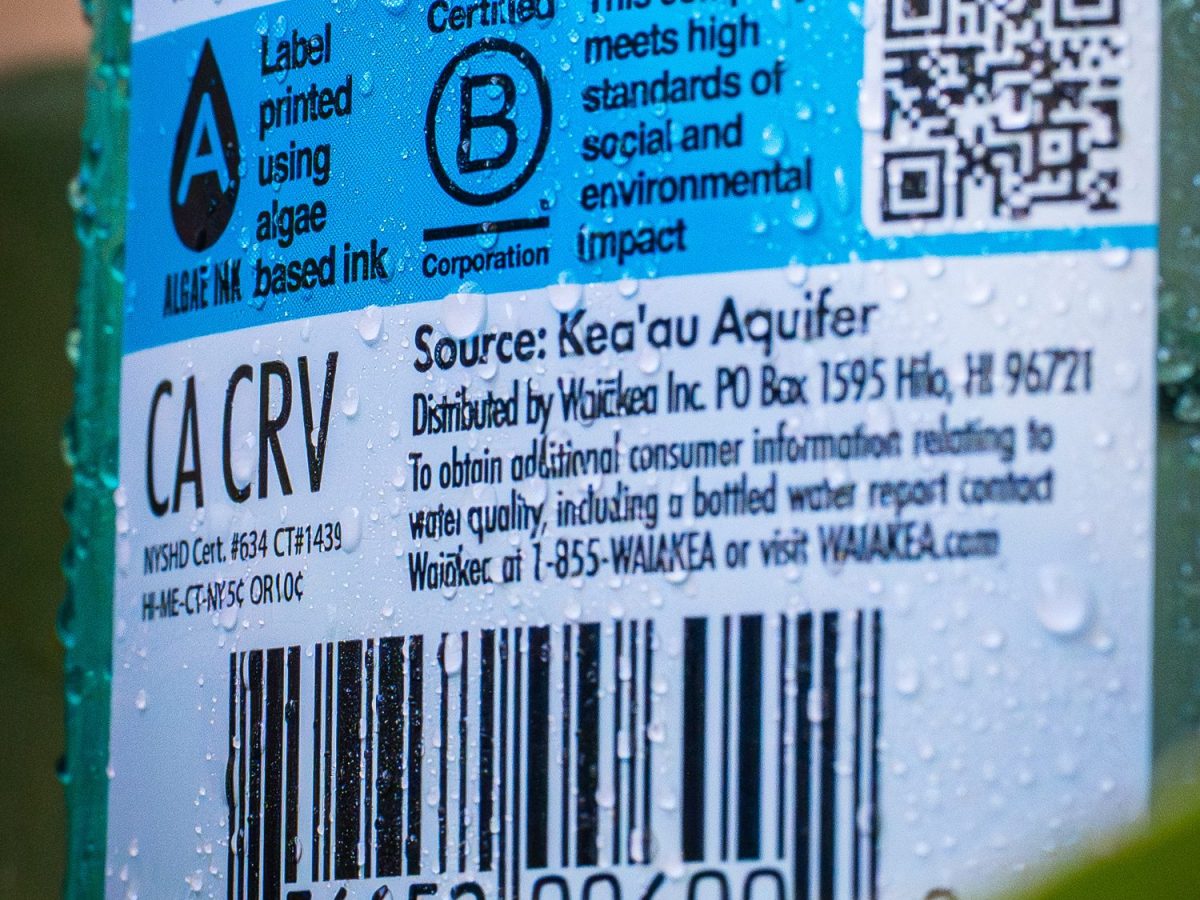 Label
printed
using
algae
based ink
A
ALGAE INK
Certified
B
Corporation
meets high
standards of
social and
environmental
impact
CA CRV
NYSHD Cert. #634 CT#1439
HI-ME-CT-NY5¢ OR10¢
Source: Kea'au Aquifer
Distributed by Waiākea Inc. PO Box 1595 Hilo, HI 96721
To obtain additional consumer information relating to
water quality, including a bottled water report contact
Waiākea at 1-855-WAIAKEA or visit WAIAKEA.com